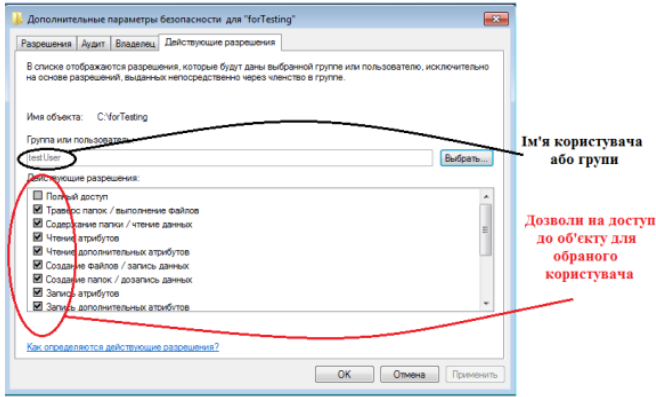 Дополнительные параметры безопасности для "forTesting"
Разрешения Аудит Владелец Действующие разрешения
В списке отображаются разрешения, которые будут даны выбранной группе или пользователю, исключительно
на основе разрешений, выданных непосредственно через членство в группе.
Имя объекта: C:\forTesting
Группа или пользователь:
testUser
Выбрать...
Ім'я користувача
або групи
Действующие разрешения:
Полный доступ
Траверс папок / выполнение файлов
Содержание папки / чтение данных
Чтение атрибутов
Чтение дополнительных атрибутов
Создание файлов / запись данных
Создание папок / дозапись данных
Запись атрибутов
Запись дополнительных атрибутов
Дозволи на доступ
до об'єкту для
обраного
користувача
Как определяются действующие разрешения?
ОК Отмена Применить